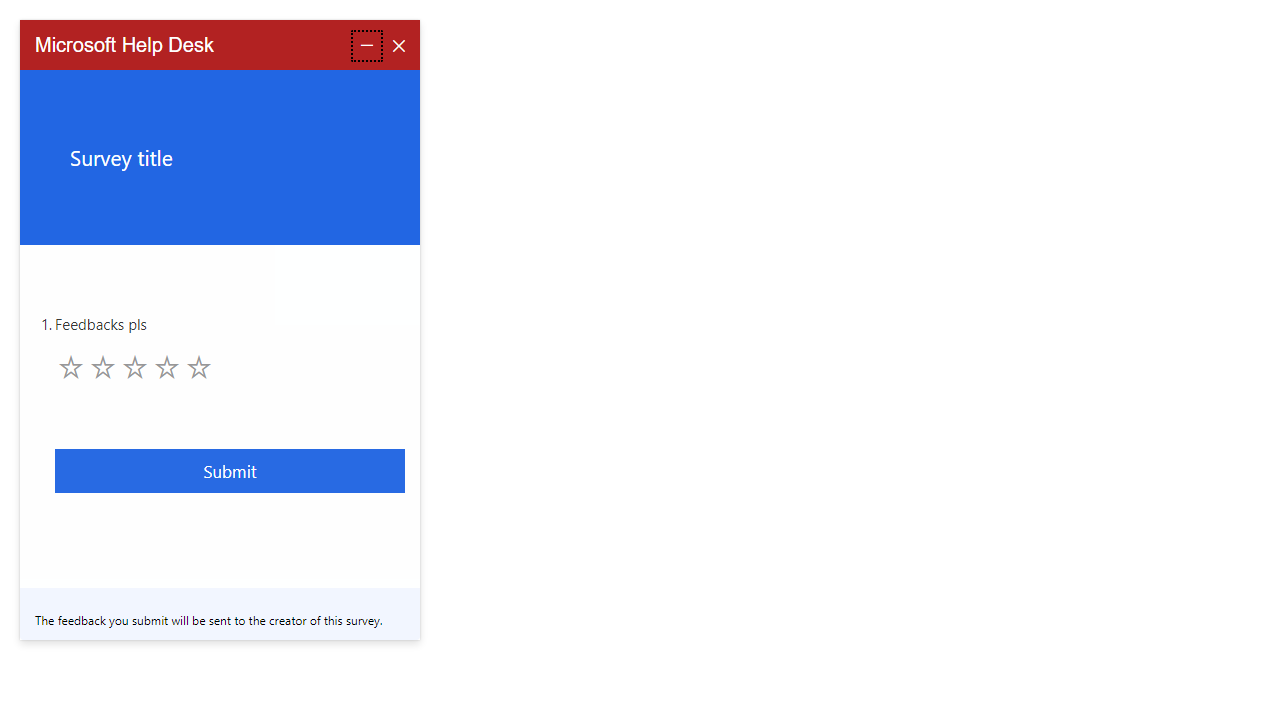 Microsoft Help Desk
Survey title
1. Feedbacks pls
Submit
The feedback you submit will be sent to the creator of this survey.